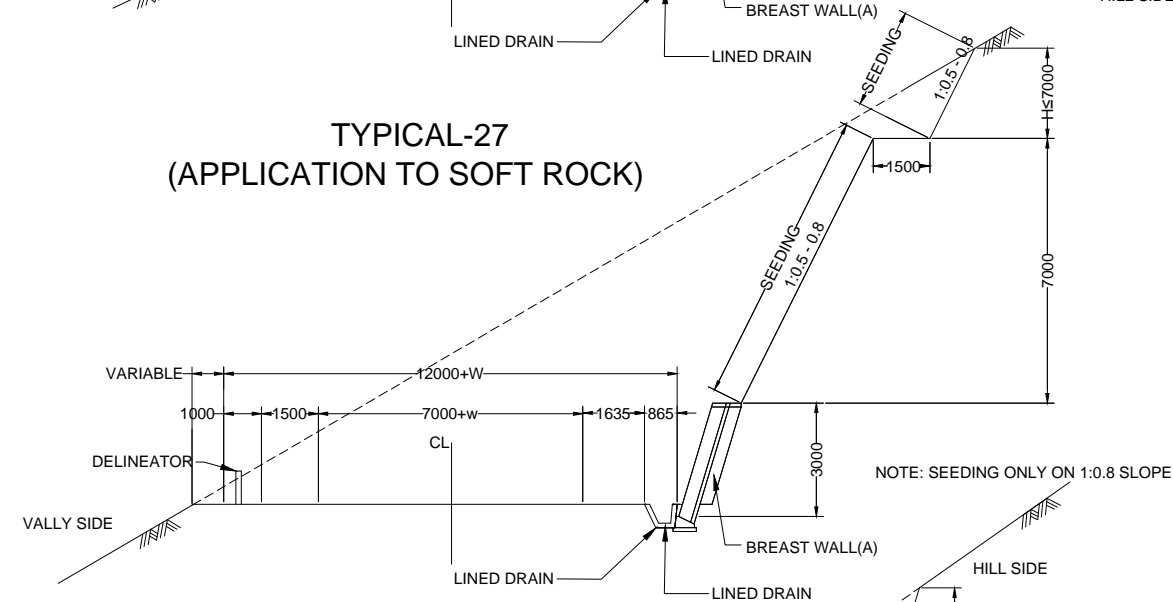 HILL SIDE
BREAST WALL(A)
LINED DRAIN
LINED DRAIN
SEEDING
1:0.5 - 0.8
H≤7000
TYPICAL-27
(APPLICATION TO SOFT ROCK)
1500
SEEDING
1:0.5 - 0.8
7000
VARIABLE
12000+W
1000
1500
7000+w
1635
865
CL
3000
DELINEATOR
NOTE: SEEDING ONLY ON 1:0.8 SLOPE
VALLY SIDE
BREAST WALL(A)
HILL SIDE
LINED DRAIN
LINED DRAIN